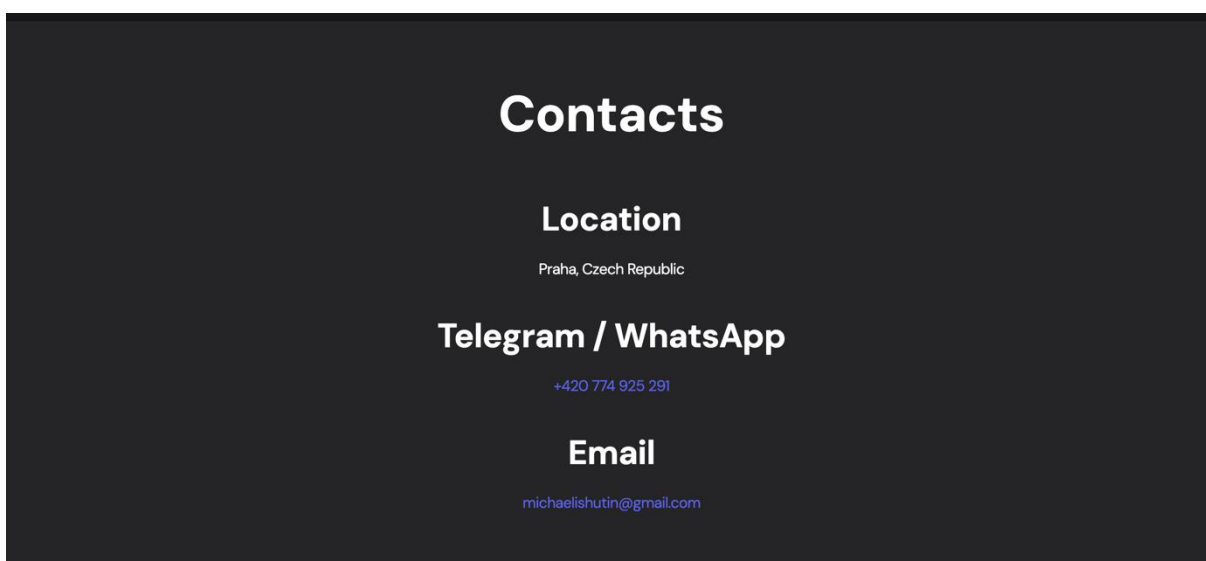 Contacts
Location
Praha, Czech Republic
Telegram / WhatsApp
+420 774 925 291
Email
michaelishutin@gmail.com